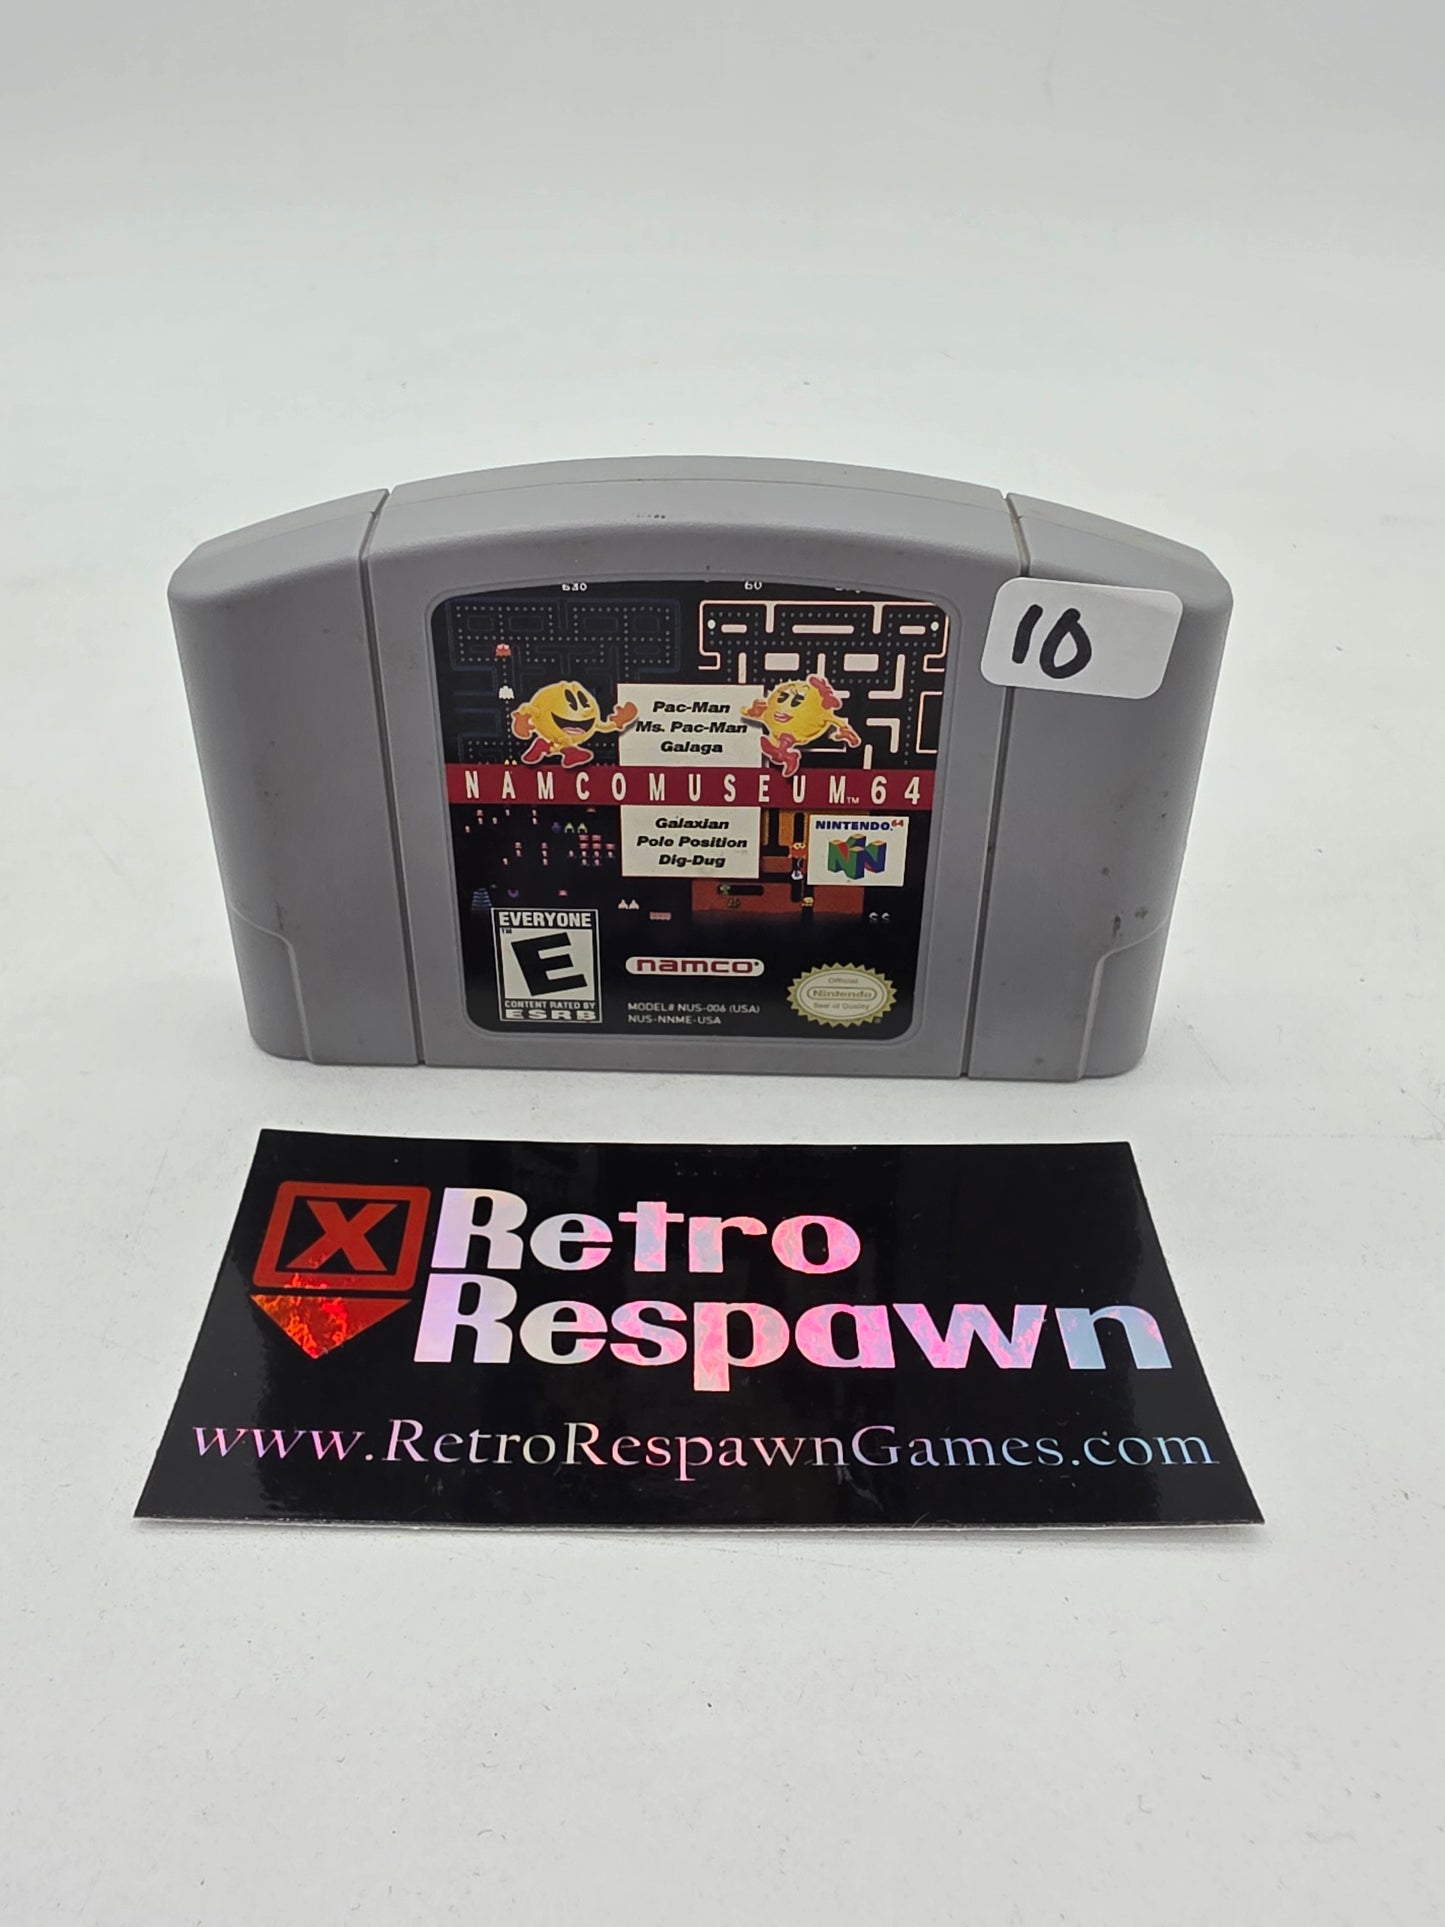 10
630
60
Pac-Man
Ms. Pac-Man
Galaga
NAMCOMUSEUM™64
Galaxian
Pole Position
Dig-Dug
NINTENDO64
EVERYONE
TM
E
CONTENT RATED BY
ESRB
namco
MODEL# NUS-006 (USA)
NUS-NNME-USA
Official
Nintendo
Seal of Quality
X
Retro
Respawn
www.RetroRespawnGames.com